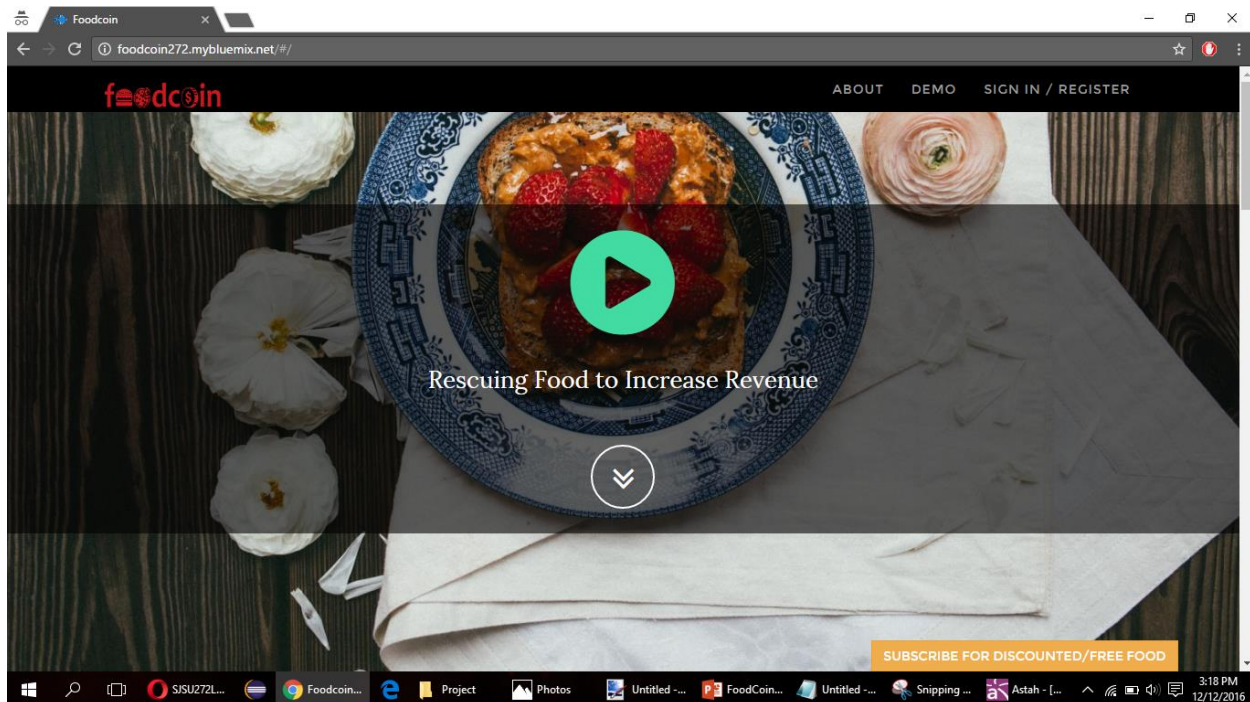 Foodcoin
foodcoin272.mybluemix.net/#/
foodcoin
ABOUT DEMO SIGN IN / REGISTER
Rescuing Food to Increase Revenue
SUBSCRIBE FOR DISCOUNTED/FREE FOOD
SJSU272L... Foodcoin... Project Photos Untitled -... FoodCoin... Untitled -... Snipping ... Astah - [... 3:18 PM
12/12/2016